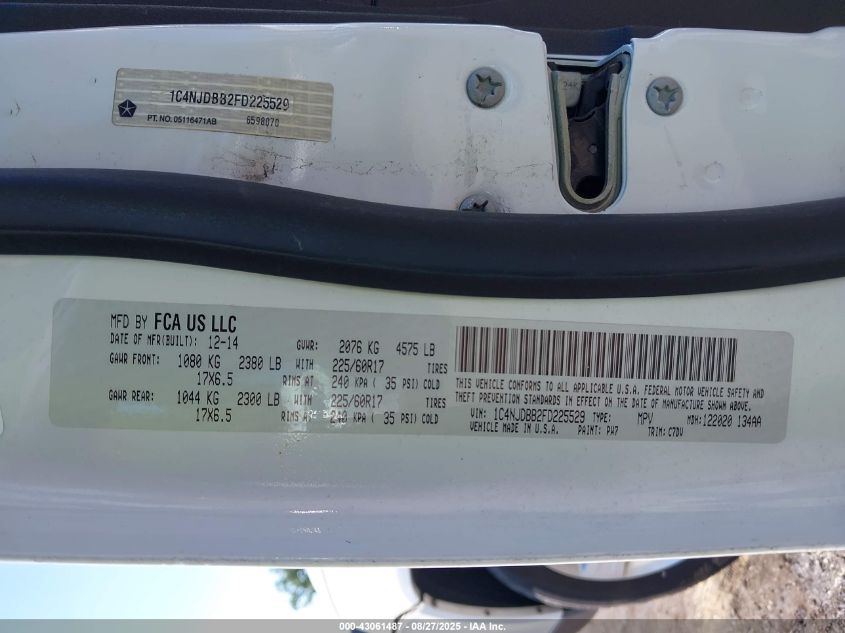 1C4NJDBB2FD225529
PT. NO. 05116471AB 6598070
MFD BY FCA US LLC
DATE OF MFR(BUILT): 12-14 GVWR: 2076 KG 4575 LB
GAWR FRONT: 1080 KG 2380 LB WITH 225/60R17 TIRES
17X6.5 RIMS AT 240 KPA ( 35 PSI) COLD
GAWR REAR: 1044 KG 2300 LB WITH 225/60R17 TIRES
17X6.5 RIMS AT 240 KPA ( 35 PSI) COLD
THIS VEHICLE CONFORMS TO ALL APPLICABLE U.S.A. FEDERAL MOTOR VEHICLE SAFETY AND
THEFT PREVENTION STANDARDS IN EFFECT ON THE DATE OF MANUFACTURE SHOWN ABOVE.
VIN: 1C4NJDBB2FD225529 TYPE: MPV MDH: 122020 134AA
VEHICLE MADE IN U.S.A. PAINT: PW7 TRIM: C7DV
000-43061487 - 08/27/2025 - IAA Inc.